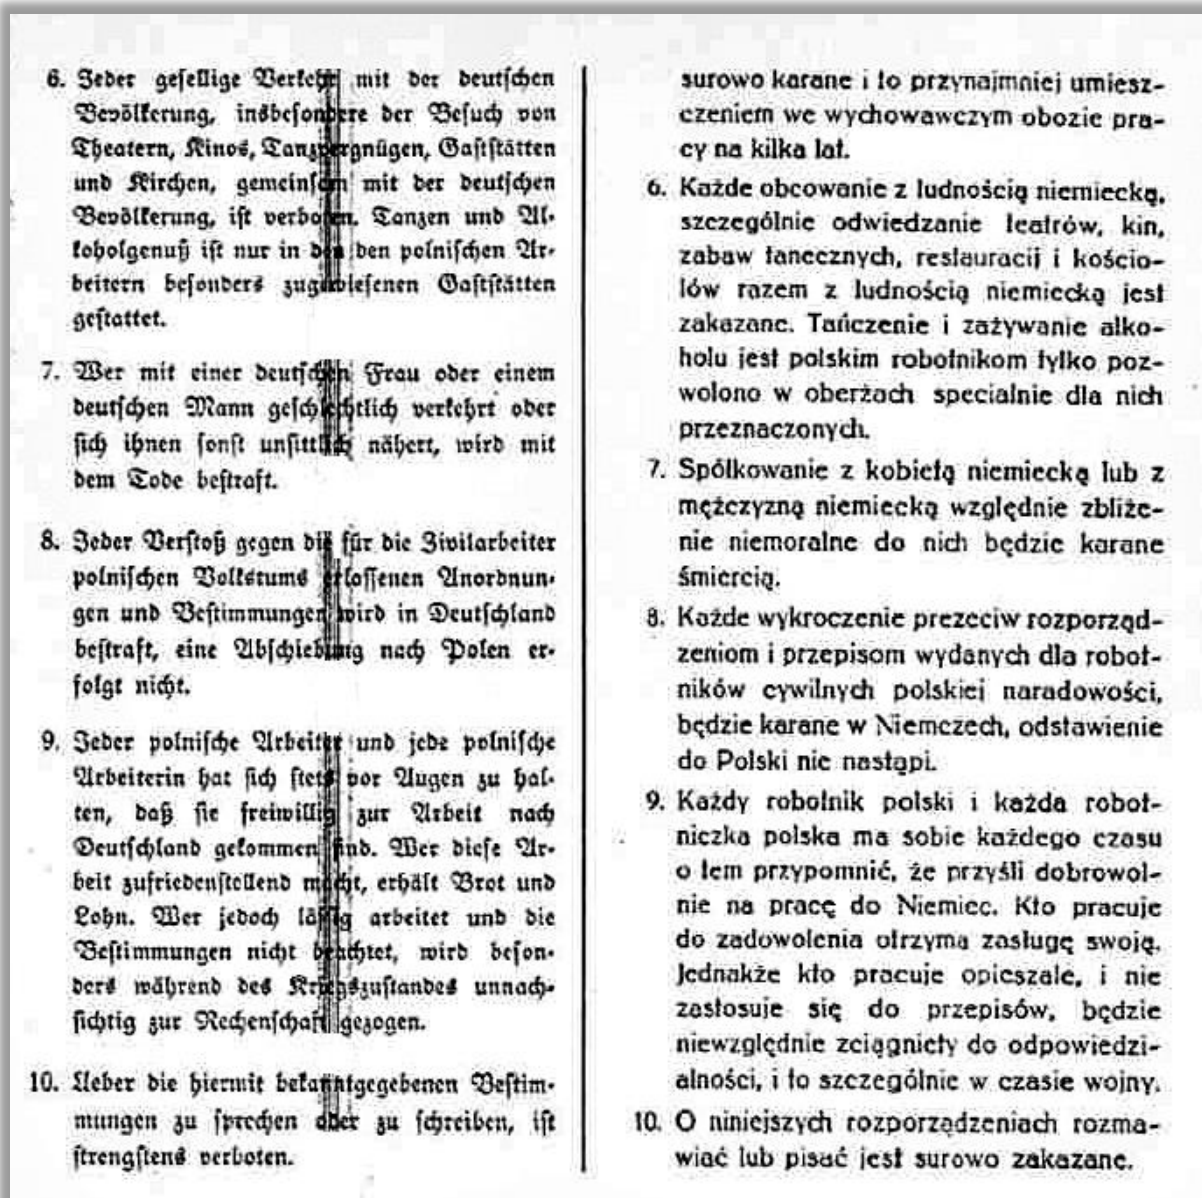 6. Jeder gesellige Verkehr mit der deutschen
Bevölkerung, insbesondere der Besuch von
Theatern, Kinos, Tanzvergnügen, Gaststätten
und Kirchen, gemeinsam mit der deutschen
Bevölkerung, ist verboten. Tanzen und Al-
koholgenuß ist nur in den den polnischen Ar-
beitern besonders zugewiesenen Gaststätten
gestattet.
7. Wer mit einer deutschen Frau oder einem
deutschen Mann geschlechtlich verkehrt oder
sich ihnen sonst unsittlich nähert, wird mit
dem Tode bestraft.
8. Jeder Verstoß gegen die für die Zivilarbeiter
polnischen Volkstums erlassenen Anordnun-
gen und Bestimmungen wird in Deutschland
bestraft, eine Abschiebung nach Polen er-
folgt nicht.
9. Jeder polnische Arbeiter und jede polnische
Arbeiterin hat sich stets vor Augen zu hal-
ten, daß sie freiwillig zur Arbeit nach
Deutschland gekommen sind. Wer diese Ar-
beit zufriedenstellend macht, erhält Brot und
Lohn. Wer jedoch lässig arbeitet und die
Bestimmungen nicht beachtet, wird beson-
ders während des Kriegszustandes unnach-
sichtig zur Rechenschaft gezogen.
10. Ueber die hiermit bekanntgegebenen Bestim-
mungen zu sprechen oder zu schreiben, ist
strengstens verboten.
surowo karane i to przynajmniej umiesz-
czeniem we wychowawczym obozie pra-
cy na kilka lat.
6. Każde obcowanie z ludnością niemiecką,
szczególnie odwiedzanie teatrów, kin,
zabaw tanecznych, restauracij i kościo-
lów razem z ludnością niemiecką jest
zakazane. Tańczenie i zażywanie alko-
holu jest polskim robotnikom tylko poz-
wolono w oberżach specialnie dla nich
przeznaczonych.
7. Spólkowanie z kobietą niemiecką lub z
mężczyzną niemiecką względnie zbliże-
nie niemoralne do nich będzie karane
śmiercią.
8. Każde wykroczenie prezeciw rozporząd-
zeniom i przepisom wydanych dla robot-
ników cywilnych polskiej naradowości,
będzie karane w Niemczech, odstawienie
do Polski nie nastąpi.
9. Każdy robotnik polski i każda robot-
niczka polska ma sobie każdego czasu
o tem przypomnić, że przyśli dobrowol-
nie na pracę do Niemiec. Kto pracuje
do zadowolenia otrzyma zasługę swoją.
Jednakże kto pracuje opieszale, i nie
zastosuje się do przepisów, będzie
niewzględnie zciągnięty do odpowiedzi-
alności, i to szczególnie w czasie wojny.
10. O niniejszych rozporządzeniach rozma-
wiać lub pisać jest surowo zakazane.